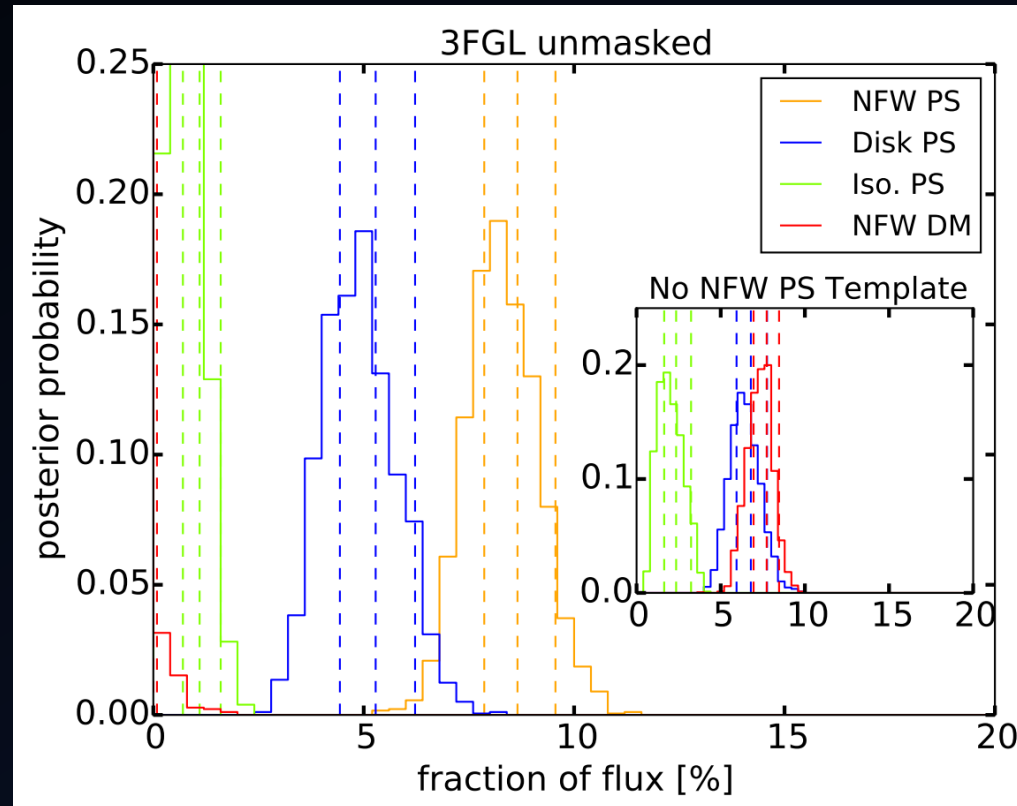 3FGL unmasked
0.25
0.20
0.15
0.10
0.05
0.00
posterior probability
0
5
10
15
20
fraction of flux [%]
NFW PS
Disk PS
Iso. PS
NFW DM
No NFW PS Template
0.2
0.1
0.0
0
5
10
15
20